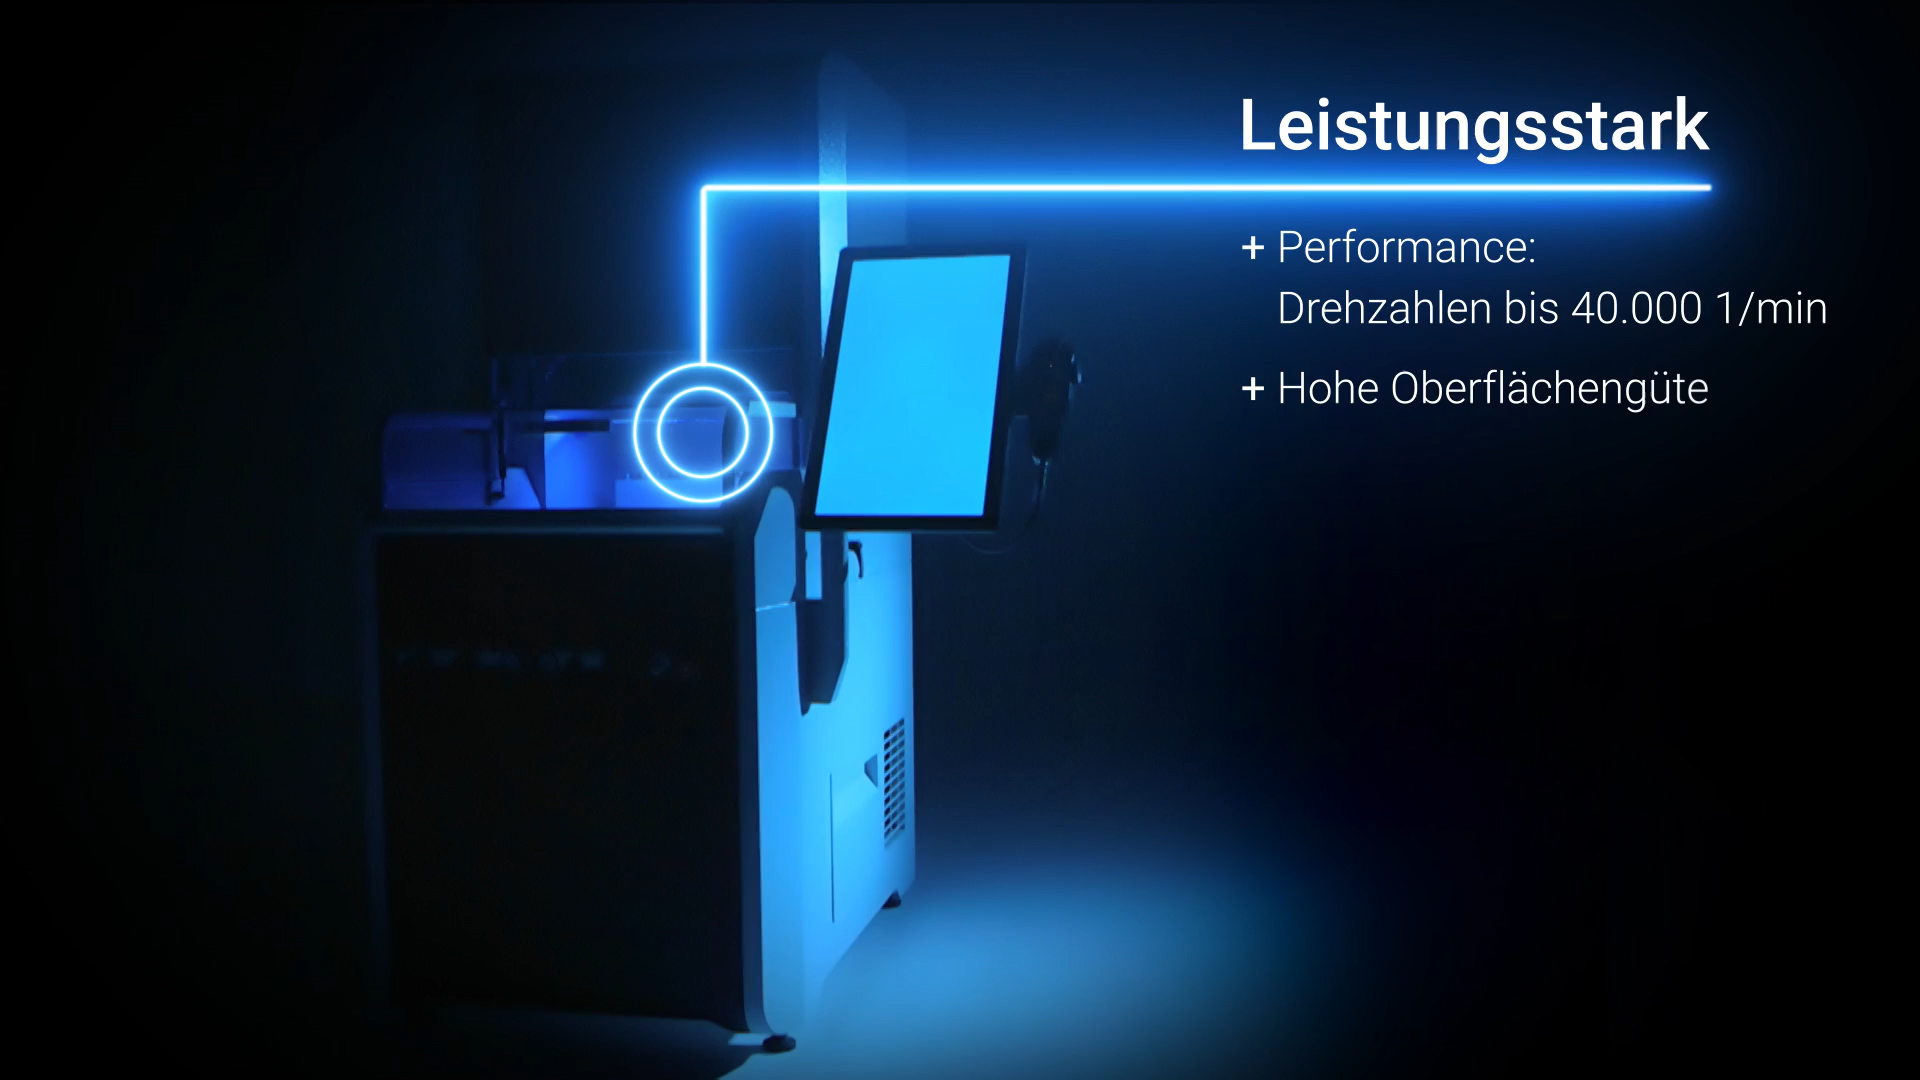 Leistungsstark
+ Performance:
Drehzahlen bis 40.000 1/min
+ Hohe Oberflächengüte